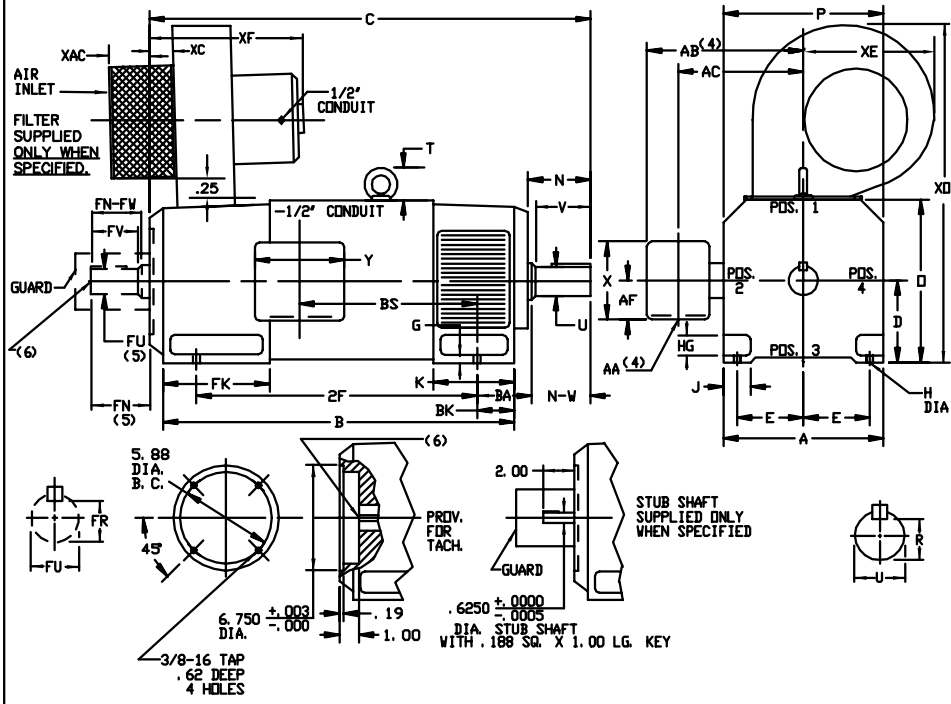 C
XF
XAC
XC
AIR
INLET
1/2" CONDUIT
FILTER
SUPPLIED
ONLY WHEN
SPECIFIED.
.25
T
N
V
FN-FW
FV
-1/2" CONDUIT
Y
GUARD
BS
G
AF
X
U
(6)
FU
(5)
FK
K
2F
BA
N-W
FN
(5)
BK
B
P
AB(4)
XE
AC
XO
POS. 1
POS. 2
POS. 4
O
D
HG
POS. 3
AA(4)
J
H
DIA
E
E
A
5.88
DIA.
B. C.
(6)
FR
FU
45°
PROV.
FOR
TACH.
6.750 +.003
-.000
DIA.
.19
1.00
3/8-16 TAP
.62 DEEP
4 HOLES
2.00
STUB SHAFT
SUPPLIED ONLY
WHEN SPECIFIED
GUARD
.6250 +.0000
-.0005
DIA. STUB SHAFT
WITH .188 SQ. X 1.00 LG. KEY
R
U